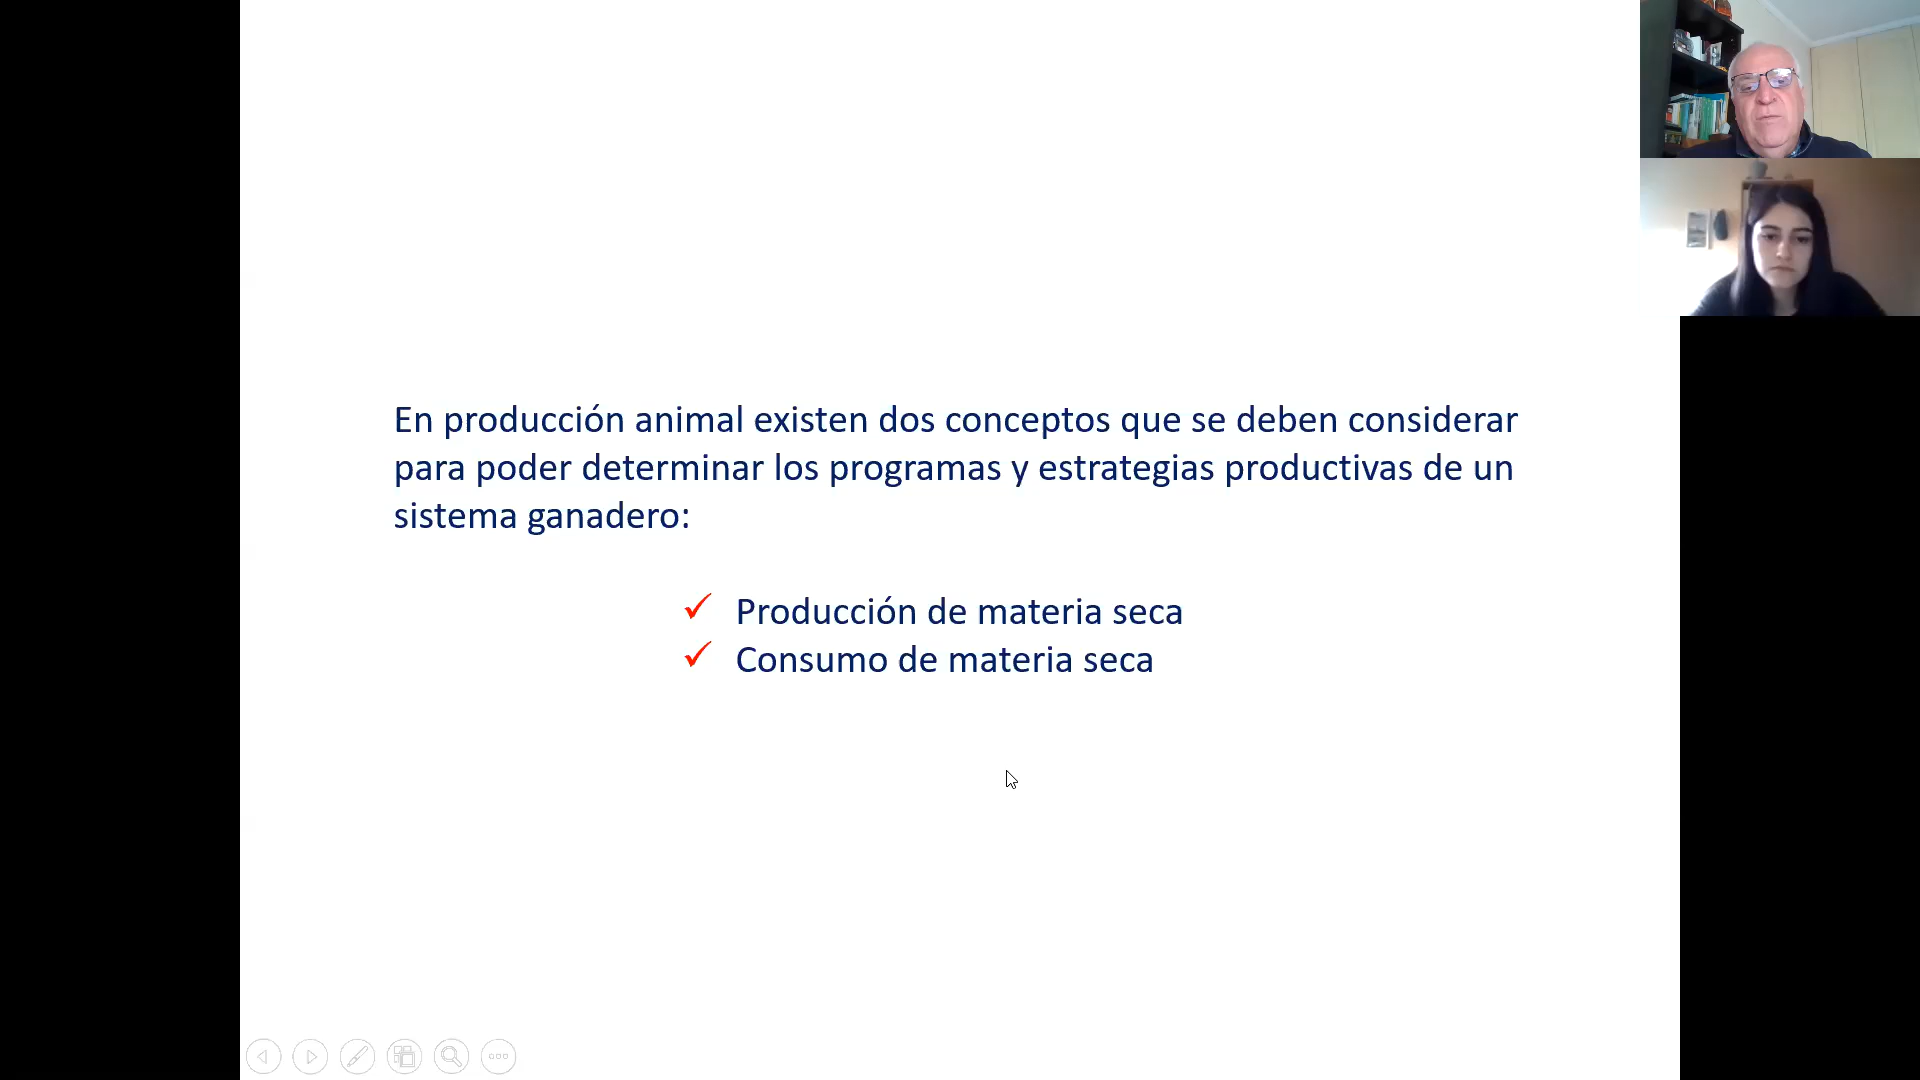 En producción animal existen dos conceptos que se deben considerar
para poder determinar los programas y estrategias productivas de un
sistema ganadero:
✓ Producción de materia seca
✓ Consumo de materia seca